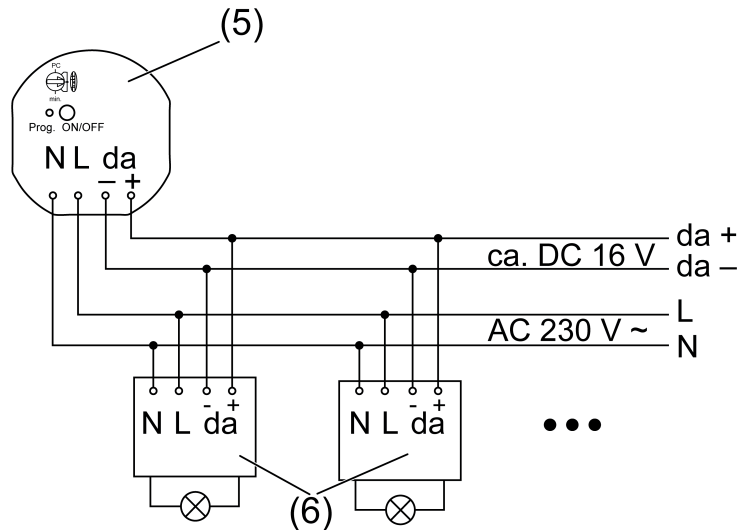 (5)
PC
min.
Prog. ON/OFF
N L da
– +
da +
ca. DC 16 V
da –
L
AC 230 V ~
N
- +
N L da
- +
N L da
(6)